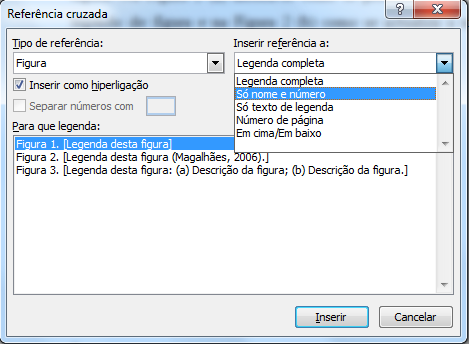 Referência cruzada
Tipo de referência:
Inserir referência a:
Figura
Legenda completa
Legenda completa
Só nome e número
Só texto de legenda
Número de página
Em cima/Em baixo
Inserir como hiperligação
Separar números com
Para que legenda:
Figura 1. [Legenda desta figura]
Figura 2. [Legenda desta figura (Magalhães, 2006).]
Figura 3. [Legenda desta figura: (a) Descrição da figura; (b) Descrição da figura.]
Inserir
Cancelar